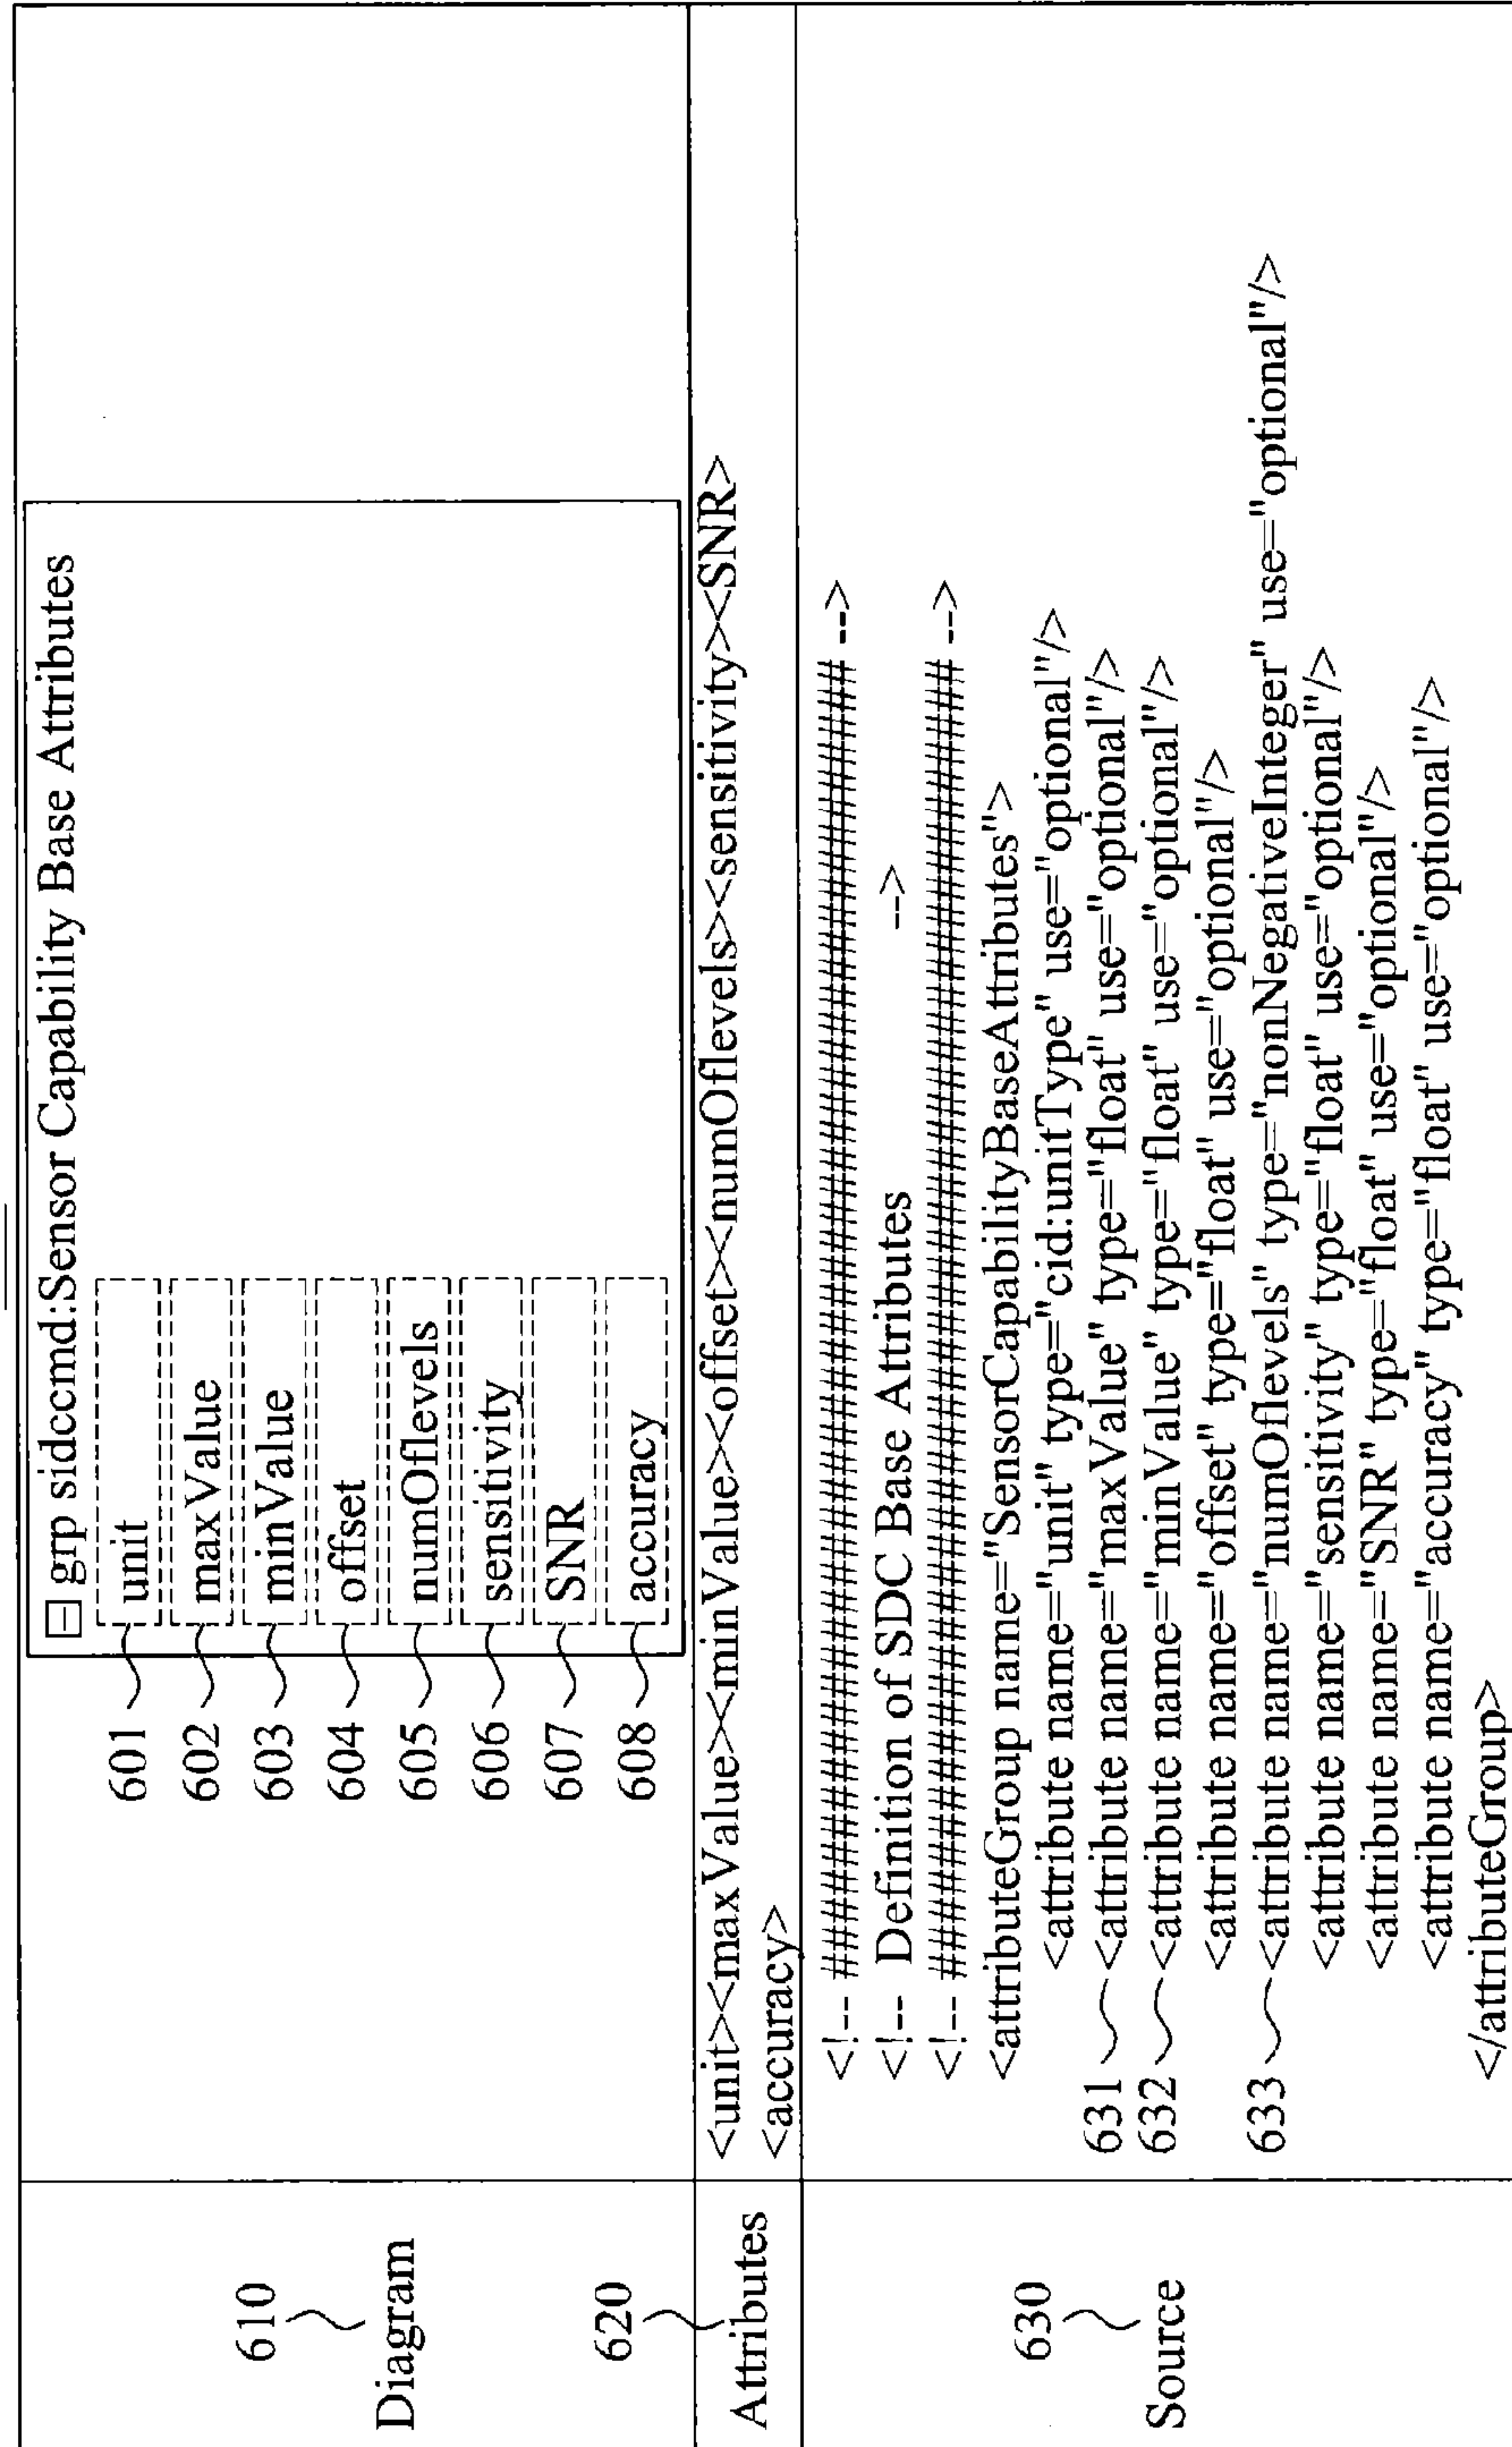 610
Diagram
⊟ grp sidccmd:Sensor Capability Base Attributes
601 unit
602 maxValue
603 minValue
604 offset
605 numOflevels
606 sensitivity
607 SNR
608 accuracy
620
Attributes
<unit><maxValue><minValue><offset><numOflevels><sensitivity><SNR>
<accuracy>
630
Source
<!-- ################################################ -->
<!-- Definition of SDC Base Attributes -->
<!-- ################################################ -->
<attributeGroup name="SensorCapabilityBaseAttributes">
<attribute name="unit" type="cid:unitType" use="optional"/>
631 <attribute name="maxValue" type="float" use="optional"/>
632 <attribute name="minValue" type="float" use="optional"/>
<attribute name="offset" type="float" use="optional"/>
633 <attribute name="numOflevels" type="nonNegativeInteger" use="optional"/>
<attribute name="sensitivity" type="float" use="optional"/>
<attribute name="SNR" type="float" use="optional"/>
<attribute name="accuracy" type="float" use="optional"/>
</attributeGroup>